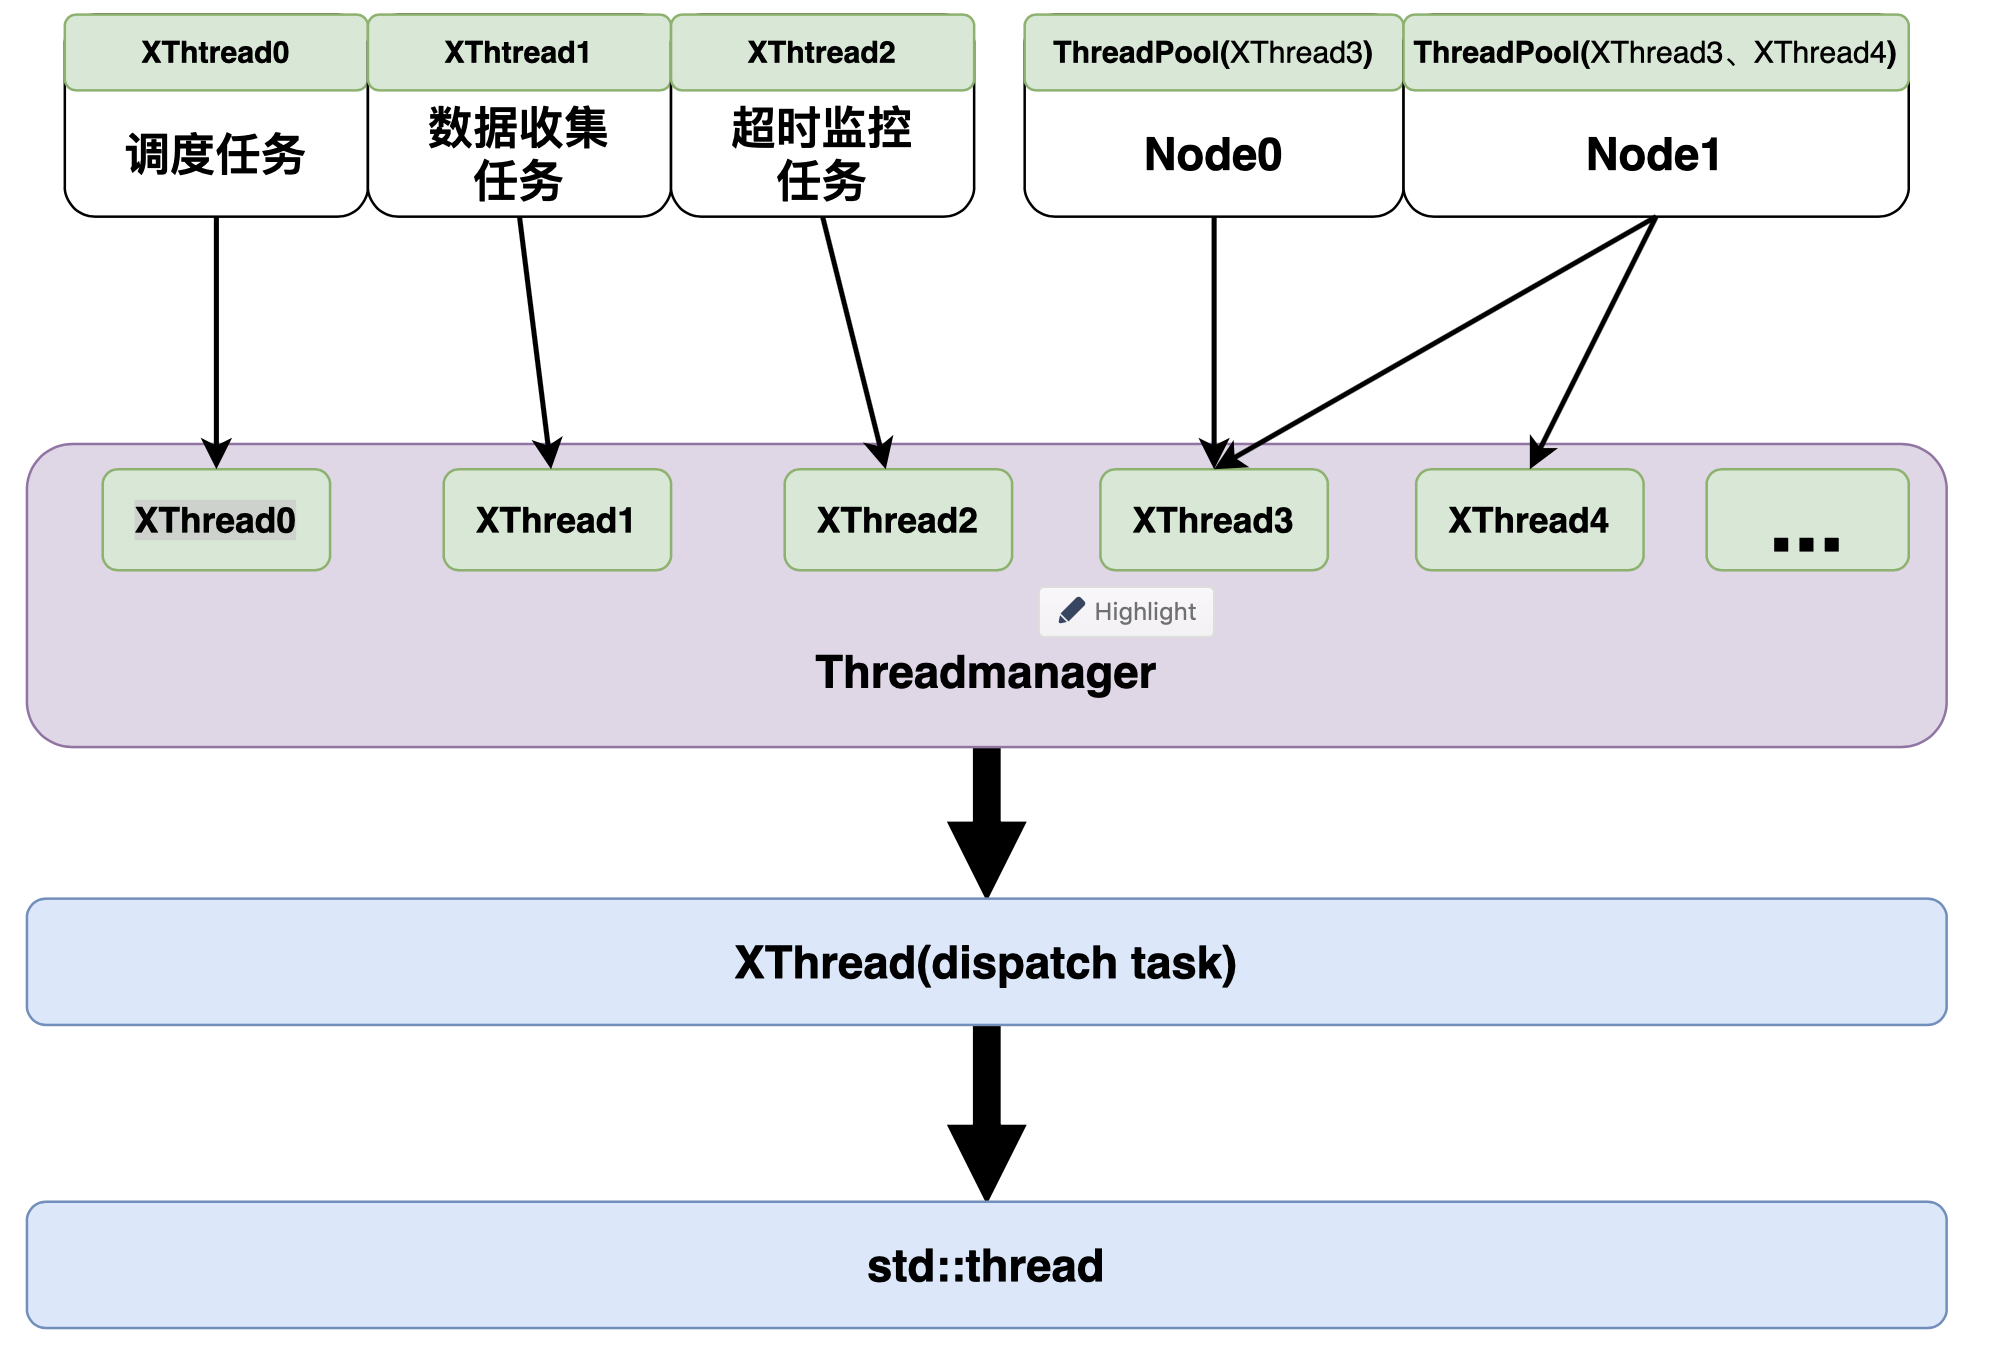 XThtread0
XThtread1
XThtread2
ThreadPool(XThread3)
ThreadPool(XThread3、XThread4)
调度任务
数据收集
任务
超时监控
任务
Node0
Node1
XThread0
XThread1
XThread2
XThread3
XThread4
...
Highlight
Threadmanager
XThread(dispatch task)
std::thread